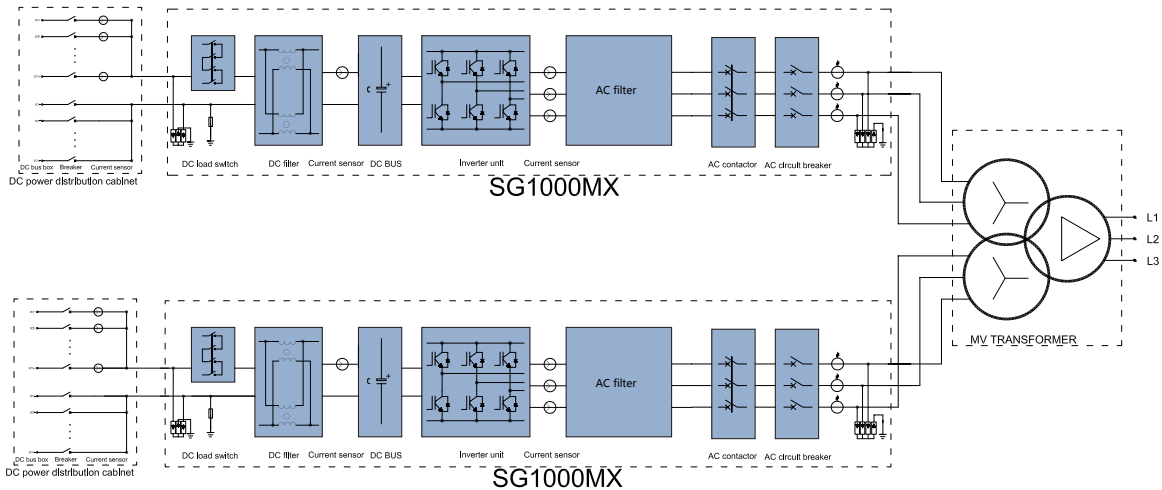 C
AC filter
DC load switch
DC filter
Current sensor
DC BUS
Inverter unit
Current sensor
AC contactor
AC circuit breaker
DC bus box
Breaker
Current sensor
DC power distribution cabinet
SG1000MX
L1
L2
L3
MV TRANSFORMER
C
AC filter
DC load switch
DC filter
Current sensor
DC BUS
Inverter unit
Current sensor
AC contactor
AC circuit breaker
DC bus box
Breaker
Current sensor
DC power distribution cabinet
SG1000MX